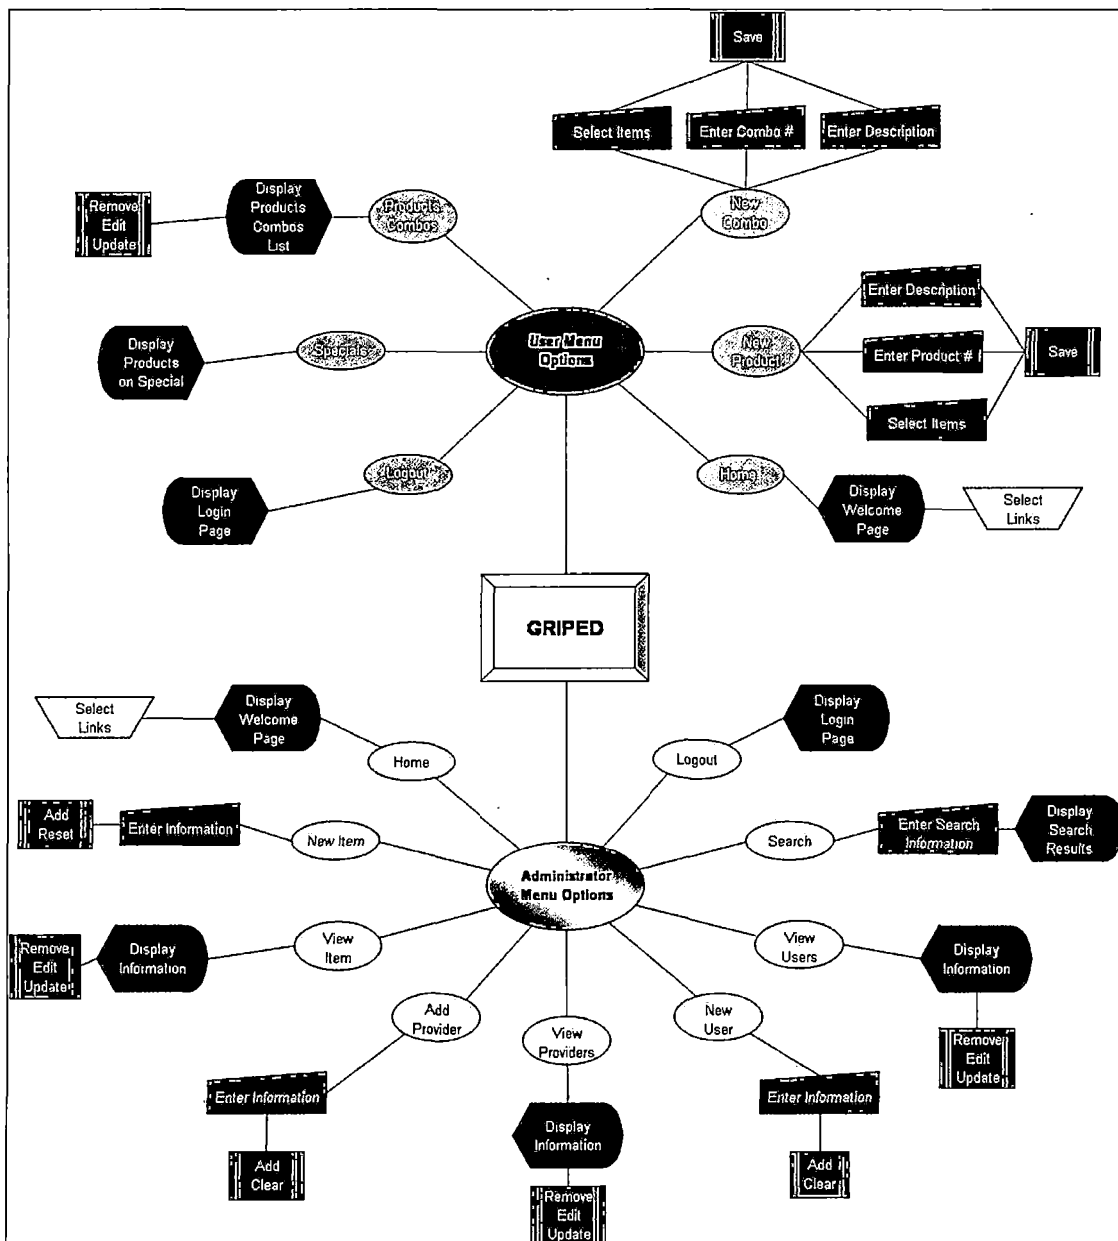 Save
Select Items
Enter Combo #
Enter Description
New
Combo
Products
Combos
Display
Products
Combos
List
Remove
Edit
Update
Enter Description
Enter Product #
Select Items
Save
New
Product
User Menu
Options
Specials
Display
Products
on Special
Logout
Display
Login
Page
Home
Display
Welcome
Page
Select
Links
GRIPED
Select
Links
Display
Welcome
Page
Home
Logout
Display
Login
Page
Add
Reset
Enter Information
New Item
Administrator
Menu Options
Search
Enter Search
Information
Display
Search
Results
Remove
Edit
Update
Display
Information
View
Item
View
Users
Display
Information
Remove
Edit
Update
Add
Provider
Enter Information
Add
Clear
View
Providers
Display
Information
Remove
Edit
Update
New
User
Enter Information
Add
Clear